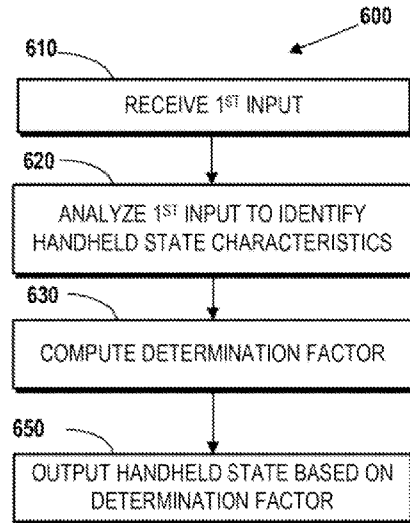 600
610
RECEIVE 1ST INPUT
620
ANALYZE 1ST INPUT TO IDENTIFY
HANDHELD STATE CHARACTERISTICS
630
COMPUTE DETERMINATION FACTOR
650
OUTPUT HANDHELD STATE BASED ON
DETERMINATION FACTOR